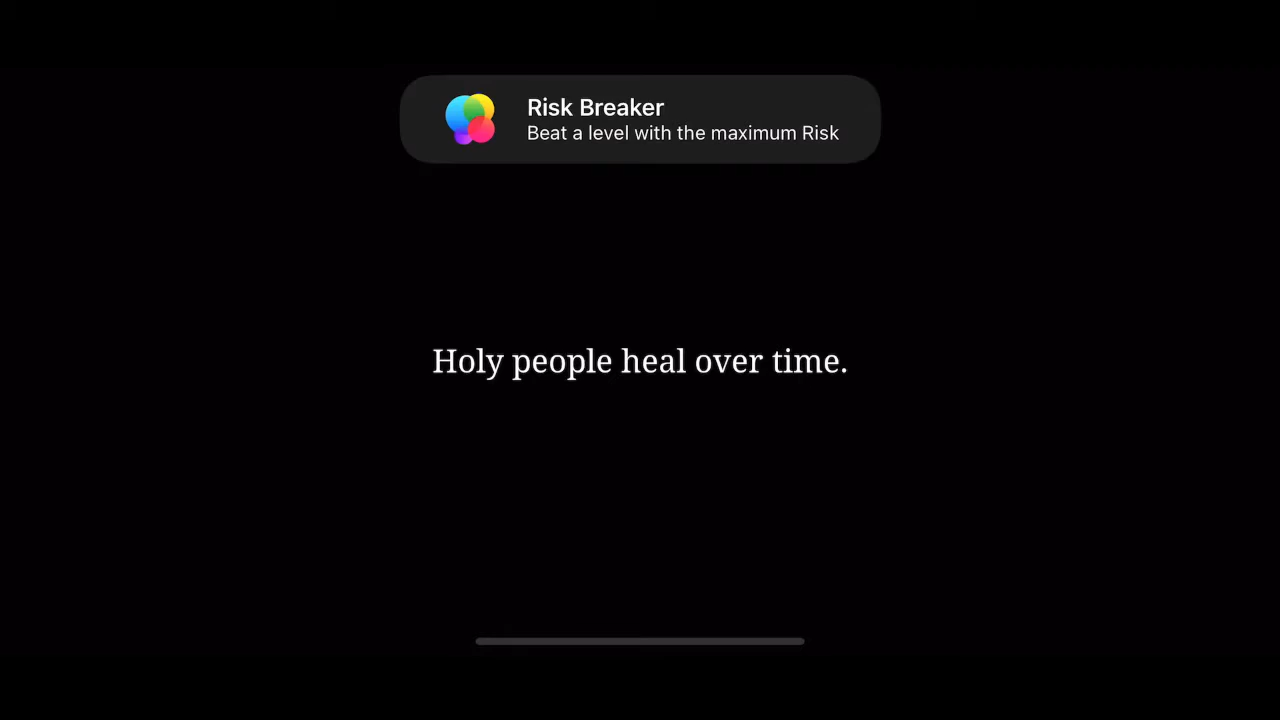 Risk Breaker
Beat a level with the maximum Risk
Holy people heal over time.